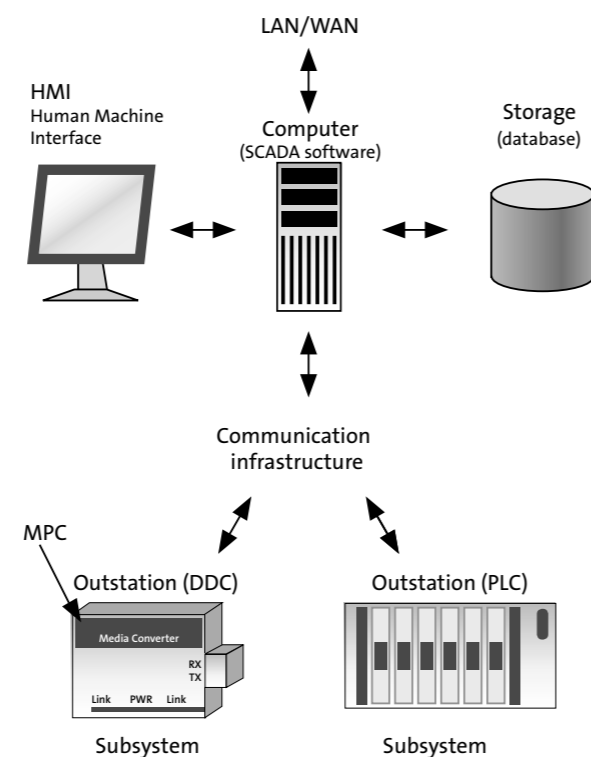 LAN/WAN
HMI
Human Machine
Interface
Computer
(SCADA software)
Storage
(database)
Communication
infrastructure
MPC
Outstation (DDC)
Outstation (PLC)
Media Converter
RX
TX
Link PWR Link
Subsystem
Subsystem